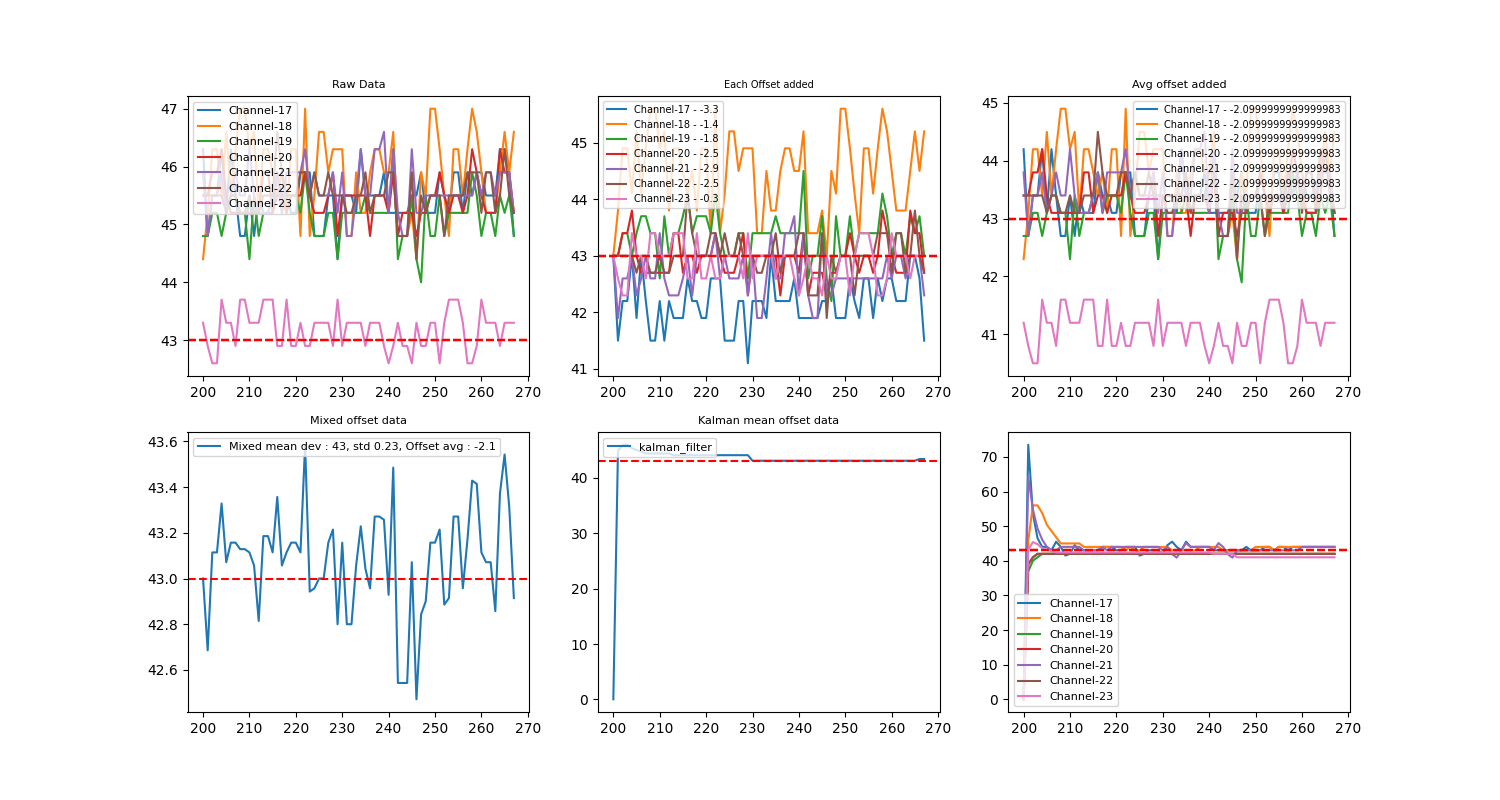 Raw Data
47
46
45
44
43
200 210 220 230 240 250 260 270
Channel-17
Channel-18
Channel-19
Channel-20
Channel-21
Channel-22
Channel-23
Each Offset added
45
44
43
42
41
200 210 220 230 240 250 260 270
Channel-17 - -3.3
Channel-18 - -1.4
Channel-19 - -1.8
Channel-20 - -2.5
Channel-21 - -2.9
Channel-22 - -2.5
Channel-23 - -0.3
Avg offset added
45
44
43
42
41
200 210 220 230 240 250 260 270
Channel-17 - -2.0999999999999983
Channel-18 - -2.0999999999999983
Channel-19 - -2.0999999999999983
Channel-20 - -2.0999999999999983
Channel-21 - -2.0999999999999983
Channel-22 - -2.0999999999999983
Channel-23 - -2.0999999999999983
Mixed offset data
43.6
43.4
43.2
43.0
42.8
42.6
200 210 220 230 240 250 260 270
Mixed mean dev : 43, std 0.23, Offset avg : -2.1
Kalman mean offset data
40
30
20
10
0
200 210 220 230 240 250 260 270
kalman_filter
70
60
50
40
30
20
10
0
200 210 220 230 240 250 260 270
Channel-17
Channel-18
Channel-19
Channel-20
Channel-21
Channel-22
Channel-23